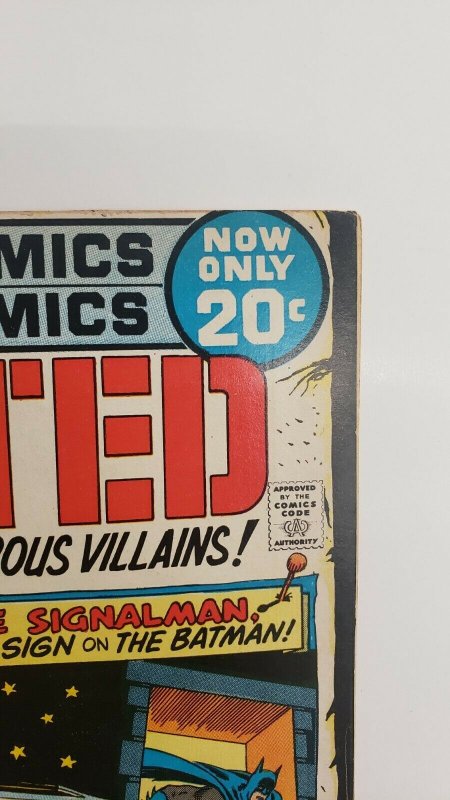 MICS
MICS
NOW
ONLY
20¢
TED
ROUS VILLAINS!
APPROVED
BY THE
COMICS
CODE
AUTHORITY
E SIGNALMAN,
SIGN ON THE BATMAN!